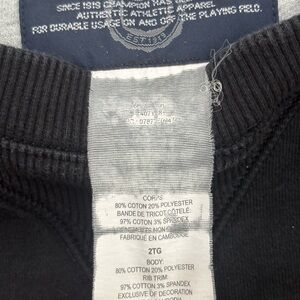 SINCE 1919 CHAMPION HAS
AUTHENTIC ATHLETIC APPAREL
FOR DURABLE USAGE ON AND OFF THE PLAYING FIELD.
EST 1919
CORPS:
80% COTON 20% POLYESTER
BANDE DE TRICOT CÔTELÉ:
97% COTON 3% SPANDEX
FABRIQUÉ EN CAMBODGE
2TG
BODY:
80% COTTON 20% POLYESTER
RIB TRIM:
97% COTTON 3% SPANDEX
EXCLUSIVE OF DECORATION